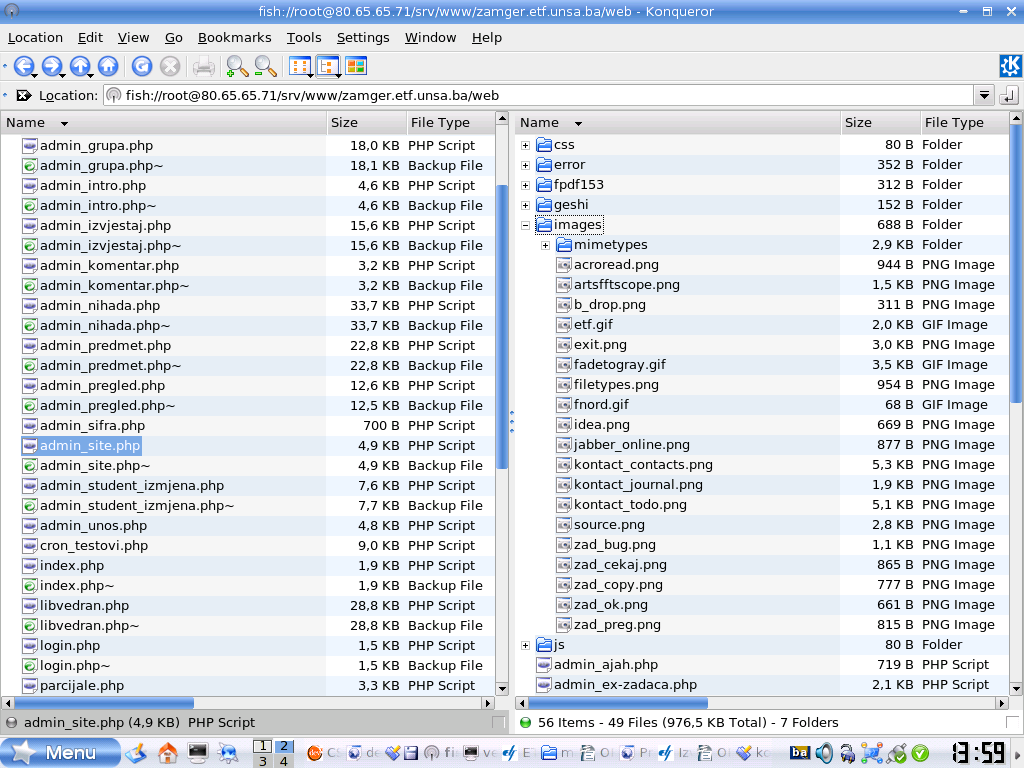 fish://root@80.65.65.71/srv/www/zamger.etf.unsa.ba/web - Konqueror
Location Edit View Go Bookmarks Tools Settings Window Help
Location: fish://root@80.65.65.71/srv/www/zamger.etf.unsa.ba/web
Name Size File Type
admin_grupa.php 18,0 KB PHP Script
admin_grupa.php~ 18,1 KB Backup File
admin_intro.php 4,6 KB PHP Script
admin_intro.php~ 4,6 KB Backup File
admin_izvjestaj.php 15,6 KB PHP Script
admin_izvjestaj.php~ 15,6 KB Backup File
admin_komentar.php 3,2 KB PHP Script
admin_komentar.php~ 3,2 KB Backup File
admin_nihada.php 33,7 KB PHP Script
admin_nihada.php~ 33,7 KB Backup File
admin_predmet.php 22,8 KB PHP Script
admin_predmet.php~ 22,8 KB Backup File
admin_pregled.php 12,6 KB PHP Script
admin_pregled.php~ 12,5 KB Backup File
admin_sifra.php 700 B PHP Script
admin_site.php 4,9 KB PHP Script
admin_site.php~ 4,9 KB Backup File
admin_student_izmjena.php 7,6 KB PHP Script
admin_student_izmjena.php~ 7,7 KB Backup File
admin_unos.php 4,8 KB PHP Script
cron_testovi.php 9,0 KB PHP Script
index.php 1,9 KB PHP Script
index.php~ 1,9 KB Backup File
libvedran.php 28,8 KB PHP Script
libvedran.php~ 28,8 KB Backup File
login.php 1,5 KB PHP Script
login.php~ 1,5 KB Backup File
parcijale.php 3,3 KB PHP Script
admin_site.php (4,9 KB) PHP Script
Name Size File Type
css 80 B Folder
error 352 B Folder
fpdf153 312 B Folder
geshi 152 B Folder
images 688 B Folder
mimetypes 2,9 KB Folder
acroread.png 944 B PNG Image
artsfftscope.png 1,5 KB PNG Image
b_drop.png 311 B PNG Image
etf.gif 2,0 KB GIF Image
exit.png 3,0 KB PNG Image
fadetogray.gif 3,5 KB GIF Image
filetypes.png 954 B PNG Image
fnord.gif 68 B GIF Image
idea.png 669 B PNG Image
jabber_online.png 877 B PNG Image
kontact_contacts.png 5,3 KB PNG Image
kontact_journal.png 1,9 KB PNG Image
kontact_todo.png 5,1 KB PNG Image
source.png 2,8 KB PNG Image
zad_bug.png 1,1 KB PNG Image
zad_cekaj.png 865 B PNG Image
zad_copy.png 777 B PNG Image
zad_ok.png 661 B PNG Image
zad_preg.png 815 B PNG Image
js 80 B Folder
admin_ajah.php 719 B PHP Script
admin_ex-zadaca.php 2,1 KB PHP Script
56 Items - 49 Files (976,5 KB Total) - 7 Folders
Menu 1 2 3 4 ba 13:59